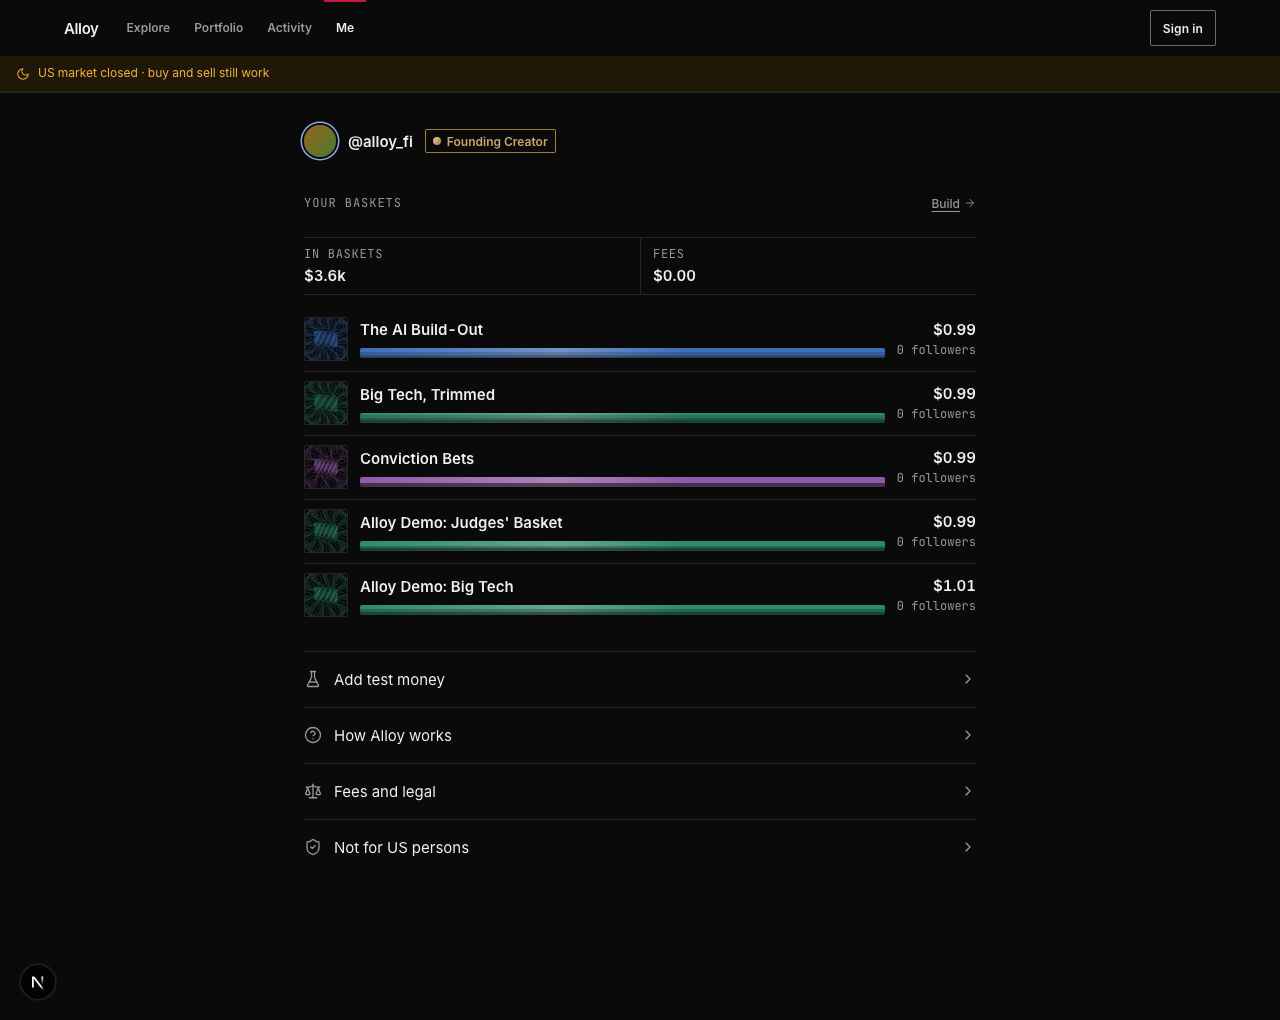 Alloy Explore Portfolio Activity Me Sign in
US market closed · buy and sell still work
@alloy_fi Founding Creator
YOUR BASKETS Build →
IN BASKETS FEES
$3.6k $0.00
The AI Build-Out $0.99
0 followers
Big Tech, Trimmed $0.99
0 followers
Conviction Bets $0.99
0 followers
Alloy Demo: Judges' Basket $0.99
0 followers
Alloy Demo: Big Tech $1.01
0 followers
Add test money
How Alloy works
Fees and legal
Not for US persons
N